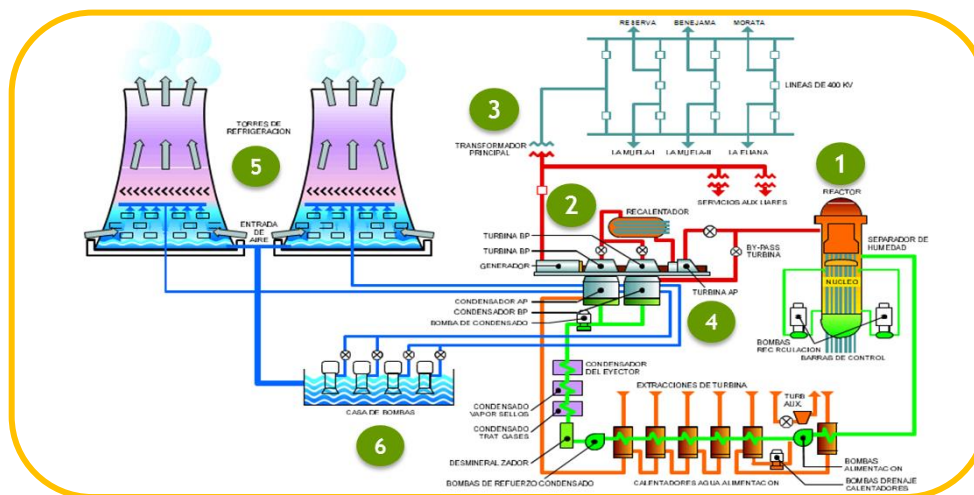 RESERVA
BENEJAMA
MORATA
LINEAS DE 400 KV
LA MUELA-I
LA MUELA-II
LA ELIANA
3
TRANSFORMADOR
PRINCIPAL
SERVICIOS AUXILIARES
TORRES DE
REFRIGERACION
5
ENTRADA
DE
AIRE
1
REACTOR
SEPARADOR DE
HUMEDAD
NUCLEO
BOMBAS
RECIRCULACION
BARRAS DE CONTROL
2
RECALENTADOR
TURBINA BP
TURBINA BP
GENERADOR
BY-PASS
TURBINA
TURBINA AP
CONDENSADOR AP
CONDENSADOR BP
BOMBA DE CONDENSADO
4
CASA DE BOMBAS
6
CONDENSADOR
DEL EYECTOR
CONDENSADO
VAPOR SELLOS
CONDENSADO
TRAT GASES
DESMINERALIZADOR
BOMBAS DE REFUERZO CONDENSADO
EXTRACCIONES DE TURBINA
TURB
AUX.
CALENTADORES AGUA ALIMENTACION
BOMBAS
ALIMENTACION
BOMBAS DRENAJE
CALENTADORES